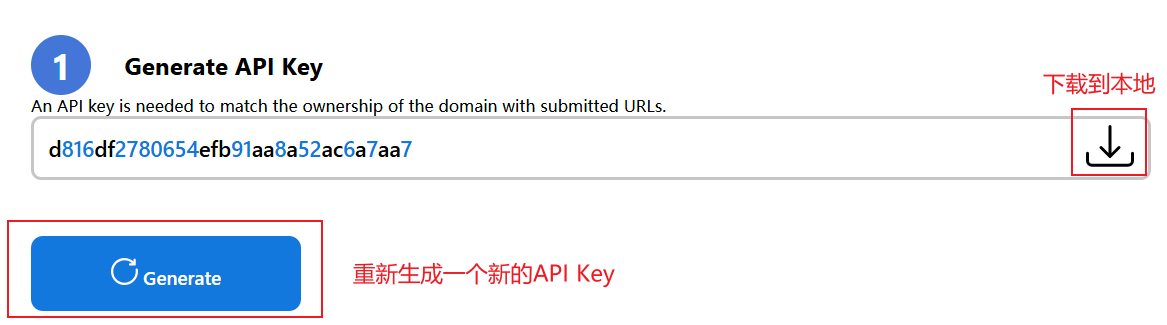 1
Generate API Key
下载到本地
An API key is needed to match the ownership of the domain with submitted URLs.
d816df2780654efb91aa8a52ac6a7aa7
Generate
重新生成一个新的API Key